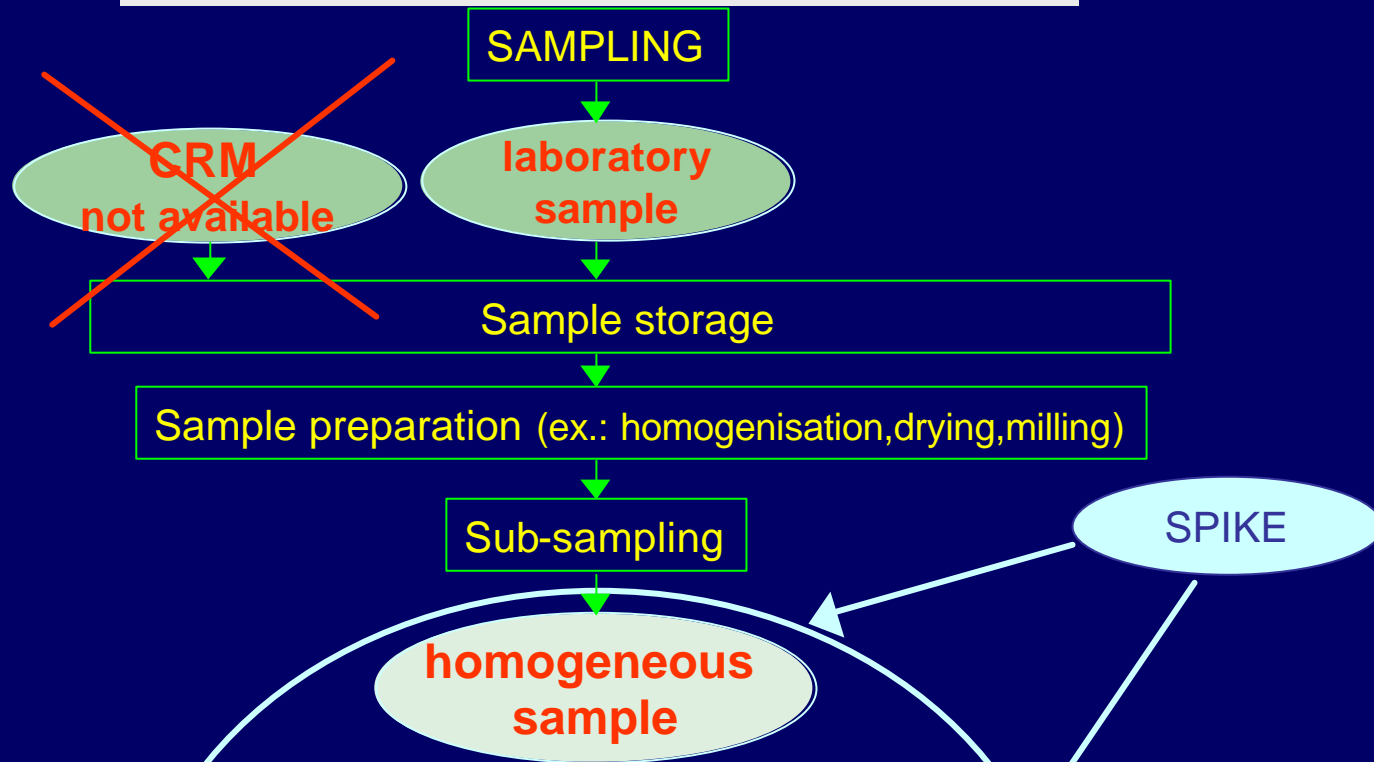 SAMPLING
CRM
not available
laboratory
sample
Sample storage
Sample preparation (ex.: homogenisation,drying,milling)
Sub-sampling
SPIKE
homogeneous
sample